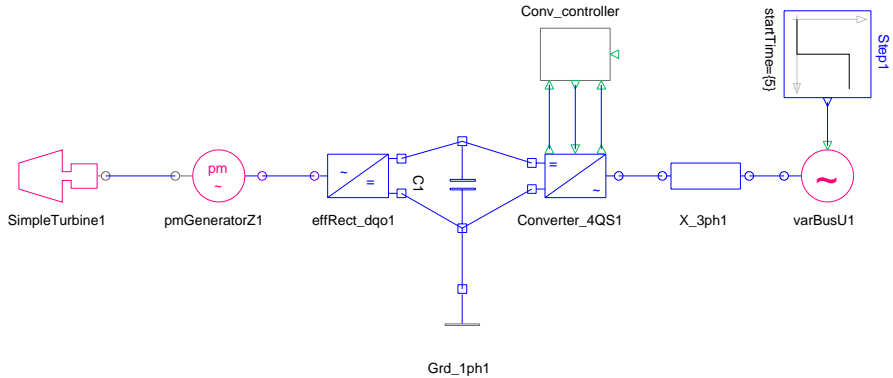 Conv_controller
Step1
startTime={5}
pm
~
~
=
C1
=
~
~
SimpleTurbine1
pmGeneratorZ1
effRect_dqo1
Converter_4QS1
X_3ph1
varBusU1
Grd_1ph1